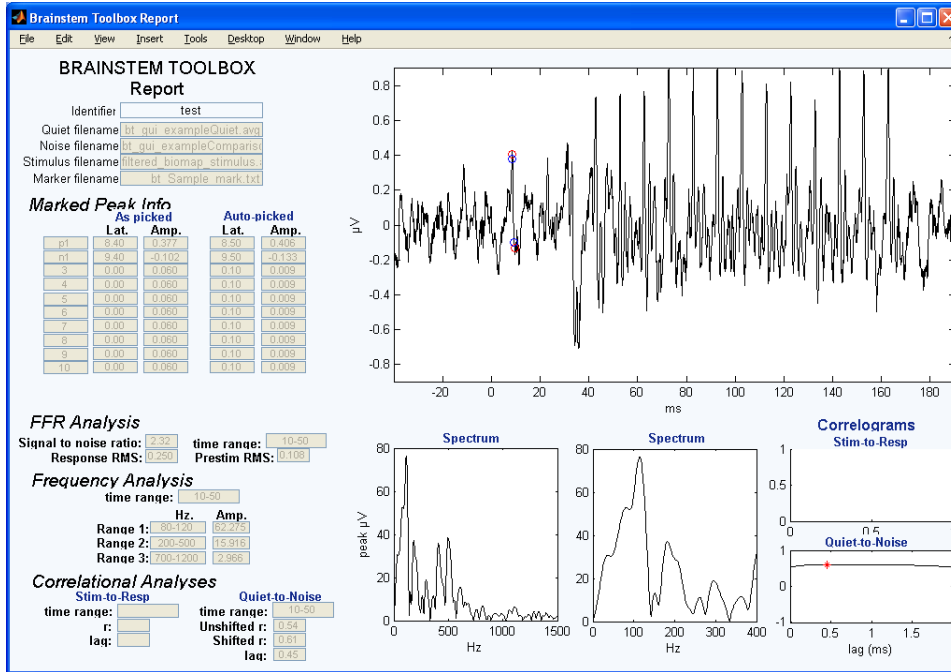 Brainstem Toolbox Report
File Edit View Insert Tools Desktop Window Help
BRAINSTEM TOOLBOX
Report
Identifier test
Quiet filename bt_gui_exampleQuiet.avg
Noise filename bt_gui_exampleCompariso
Stimulus filename filtered_biomap_stimulus.
Marker filename bt_Sample_mark.txt
Marked Peak Info
As picked Auto-picked
Lat. Amp. Lat. Amp.
p1 8.40 0.377 8.50 0.406
n1 9.40 -0.102 9.50 -0.133
3 0.00 0.060 0.10 0.009
4 0.00 0.060 0.10 0.009
5 0.00 0.060 0.10 0.009
6 0.00 0.060 0.10 0.009
7 0.00 0.060 0.10 0.009
8 0.00 0.060 0.10 0.009
9 0.00 0.060 0.10 0.009
10 0.00 0.060 0.10 0.009
0.8
0.6
0.4
0.2
0
-0.2
-0.4
-0.6
-0.8
µV
-20 0 20 40 60 80 100 120 140 160 180
ms
FFR Analysis
Signal to noise ratio: 2.32 time range: 10-50
Response RMS: 0.250 Prestim RMS: 0.108
Frequency Analysis
time range: 10-50
Hz. Amp.
Range 1: 80-120 62.275
Range 2: 200-500 15.916
Range 3: 700-1200 2.966
Correlational Analyses
Stim-to-Resp Quiet-to-Noise
time range: time range: 10-50
r: Unshifted r: 0.54
Shifted r: 0.61
lag: lag: 0.45
Spectrum
80
60
40
20
0
peak µV
0 500 1000 1500
Hz
Spectrum
80
60
40
20
0
0 100 200 300 400
Hz
Correlograms
Stim-to-Resp
1
0.5
0
0 0.5
Quiet-to-Noise
1
0
-1
0 0.5 1 1.5
lag (ms)